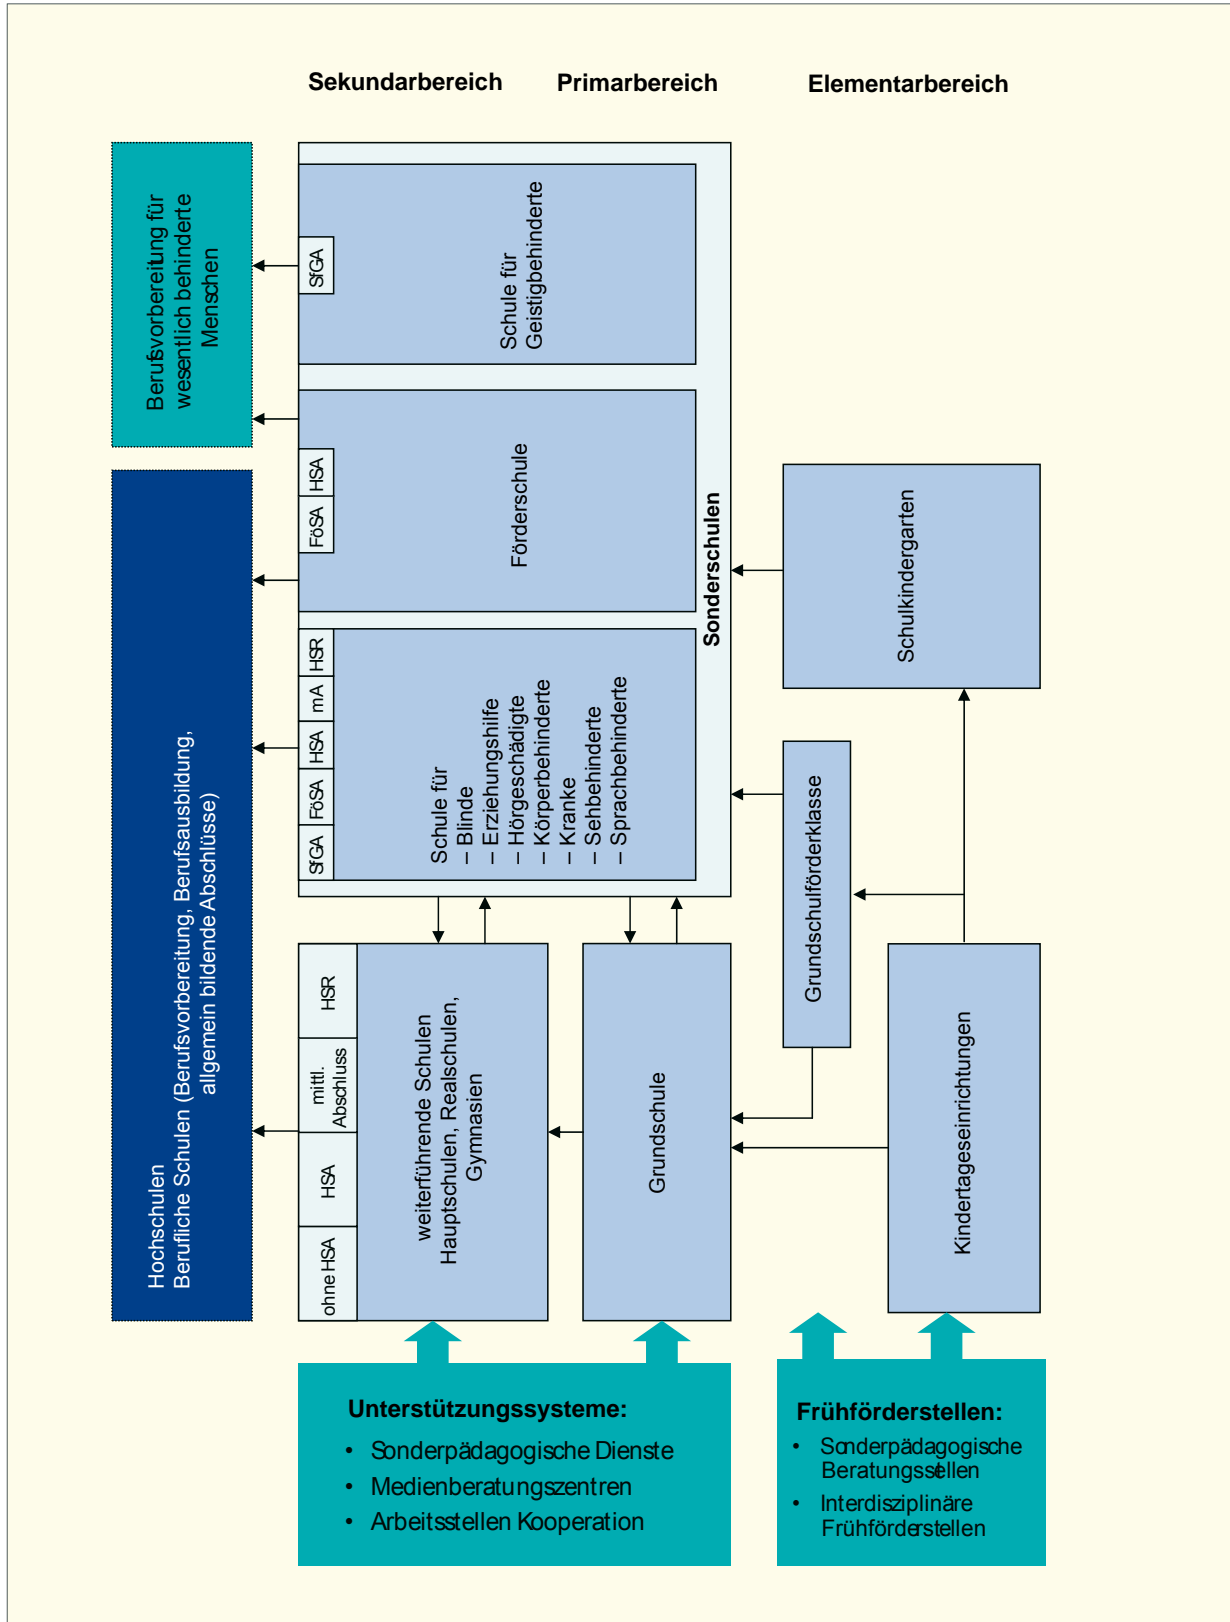 Sekundarbereich
Primarbereich
Elementarbereich
Berufsvorbereitung für
wesentlich behinderte
Menschen
SfGA
Schule für
Geistigbehinderte
HSA
FöSA
Förderschule
Sonderschulen
Schulkindergarten
Hochschulen
Berufliche Schulen (Berufsvorbereitung, Berufsausbildung,
allgemein bildende Abschlüsse)
HSR
mA
HSA
FöSA
SfGA
Schule für
– Blinde
– Erziehungshilfe
– Hörgeschädigte
– Körperbehinderte
– Kranke
– Sehbehinderte
– Sprachbehinderte
Grundschulförderklasse
HSR
mittl.
Abschluss
HSA
ohne HSA
weiterführende Schulen
Hauptschulen, Realschulen,
Gymnasien
Grundschule
Kindertageseinrichtungen
Unterstützungssysteme:
• Sonderpädagogische Dienste
• Medienberatungszentren
• Arbeitsstellen Kooperation
Frühförderstellen:
• Sonderpädagogische
Beratungsstellen
• Interdisziplinäre
Frühförderstellen